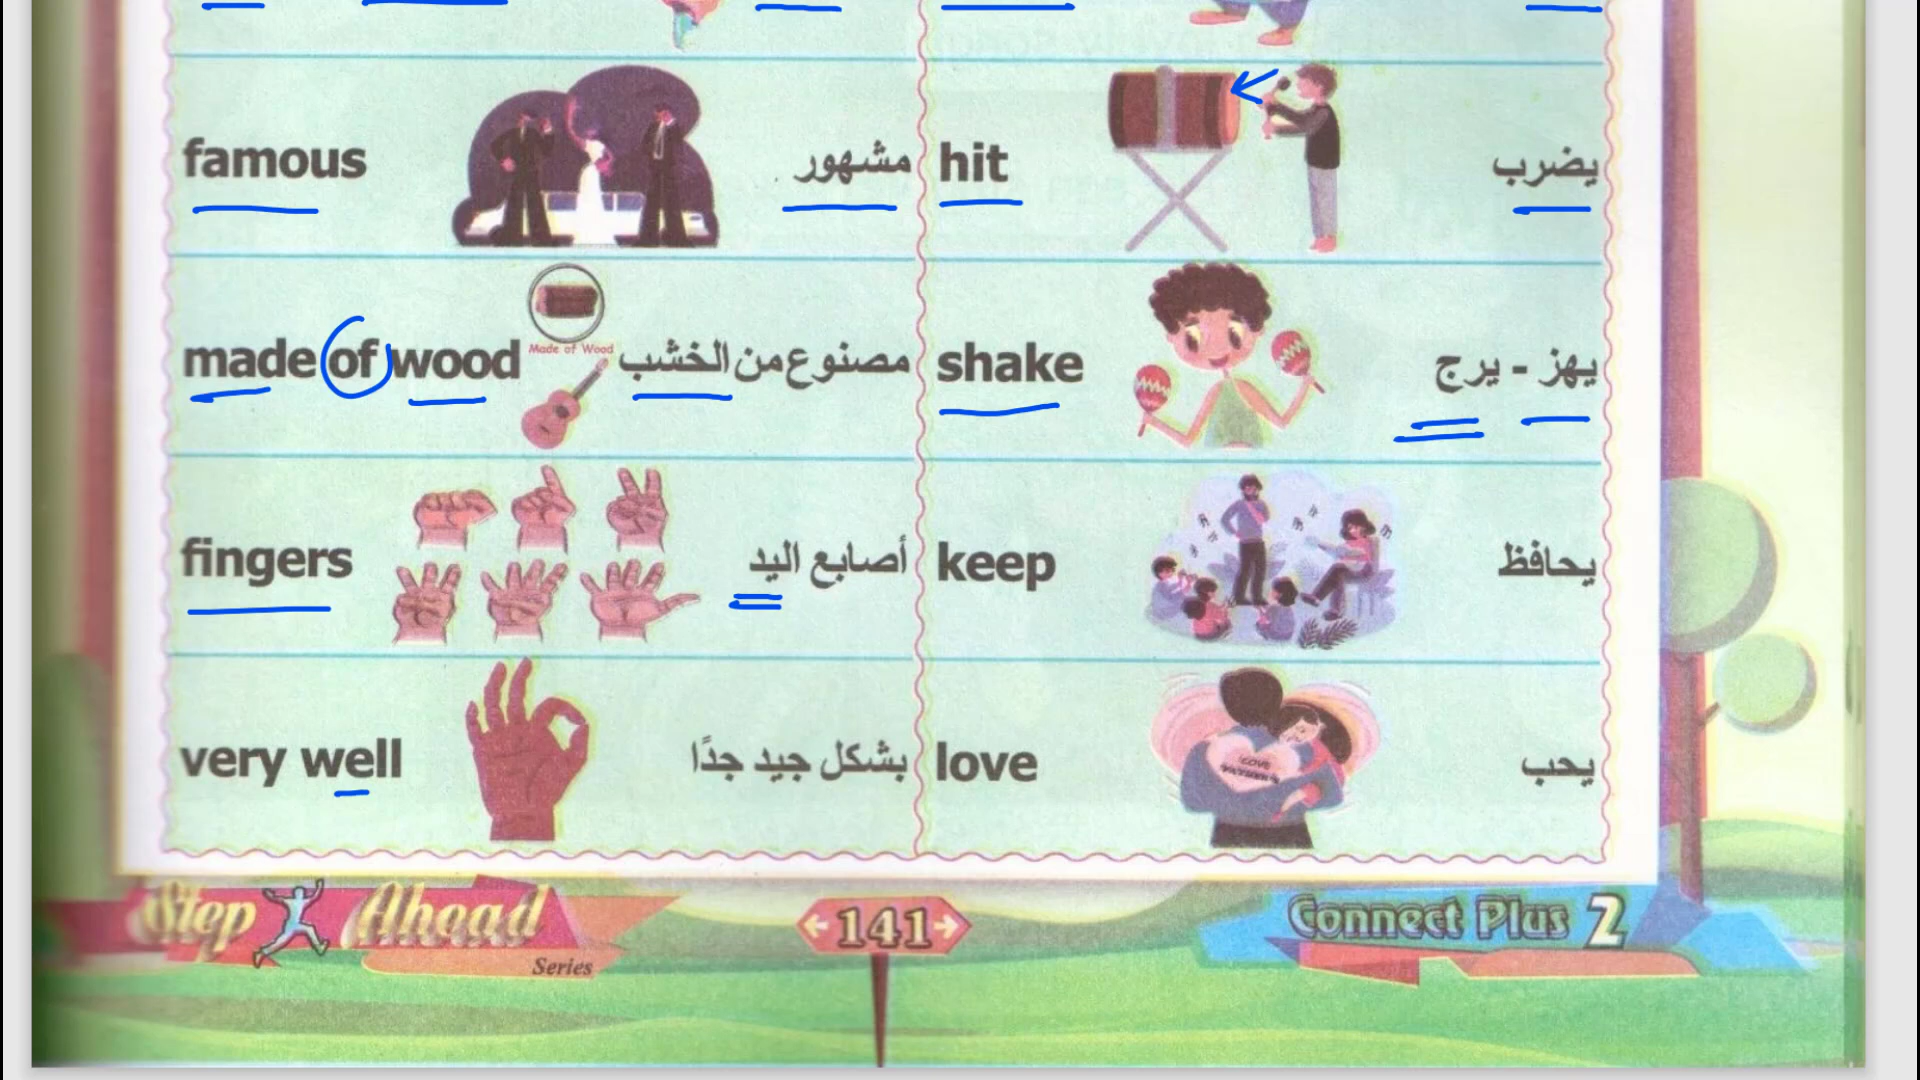 famous مشهور hit يضرب
made of wood Made of Wood مصنوع من الخشب shake يهز - يرج
fingers أصابع اليد keep يحافظ
very well بشكل جيد جدًا love يحب
Step Ahead
Series
141
Connect Plus 2